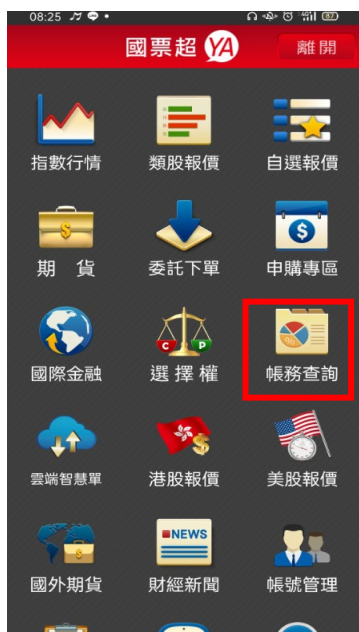 08:25
國票超 YA
離開
指數行情 類股報價 自選報價
$
$
期 貨 委託下單 申購專區
C P
國際金融 選擇權 帳務查詢
$
雲端智慧單 港股報價 美股報價
NEWS
國外期貨 財經新聞 帳號管理